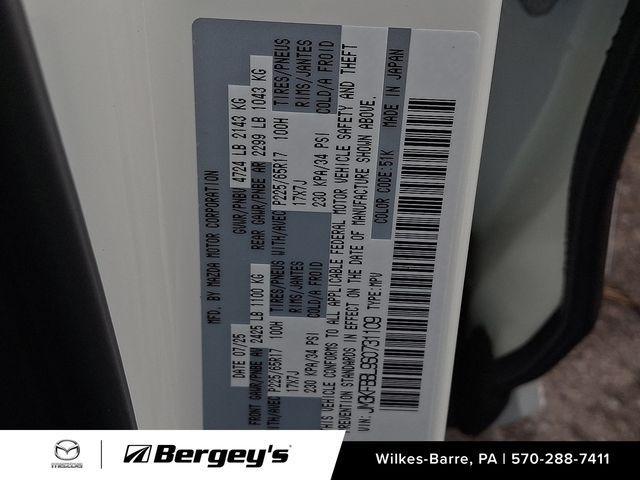 MFD. BY MAZDA MOTOR CORPORATION
DATE 07/25 GVWR/PNBV 4724 LB 2143 KG
FRONT GAWR/PNBE AV 2425 LB 1100 KG REAR GAWR/PNBE AR 2299 LB 1043 KG
WITH/AVEC P225/65R17 100H TIRES/PNEUS WITH/AVEC P225/65R17 100H TIRES/PNEUS
17X7J RIMS/JANTES 17X7J RIMS/JANTES
230 KPA/34 PSI COLD/A FROID 230 KPA/34 PSI COLD/A FROID
THIS VEHICLE CONFORMS TO ALL APPLICABLE FEDERAL MOTOR VEHICLE SAFETY AND THEFT
PREVENTION STANDARDS IN EFFECT ON THE DATE OF MANUFACTURE SHOWN ABOVE.
VIN: JM3KFBBL9S0731109 TYPE: MPV COLOR CODE: 51K MADE IN JAPAN
mazda Bergey's Wilkes-Barre, PA | 570-288-7411